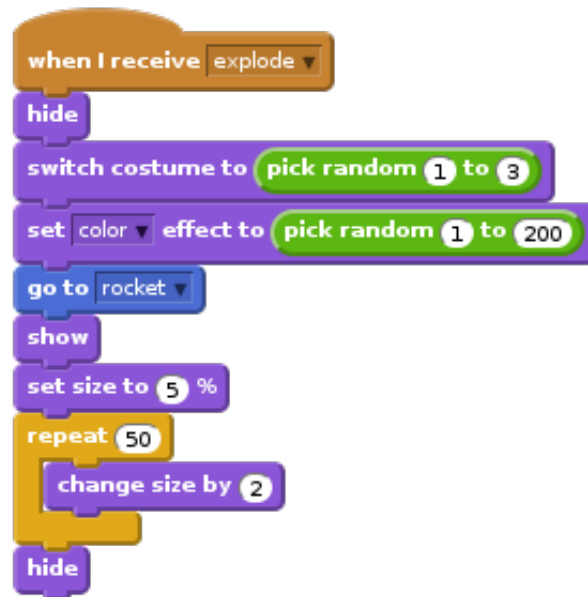 when I receive explode
hide
switch costume to pick random 1 to 3
set color effect to pick random 1 to 200
go to rocket
show
set size to 5 %
repeat 50
change size by 2
hide